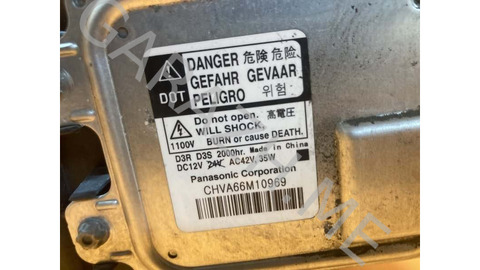 DANGER 危険 危险
GEFAHR GEVAAR
DOT PELIGRO 위험
Do not open. 高電圧
WILL SHOCK,
1100V BURN or cause DEATH.
D3R D3S 2000hr. Made in China
DC12V 24V AC42V, 35W
Panasonic Corporation
CHVA66M10969